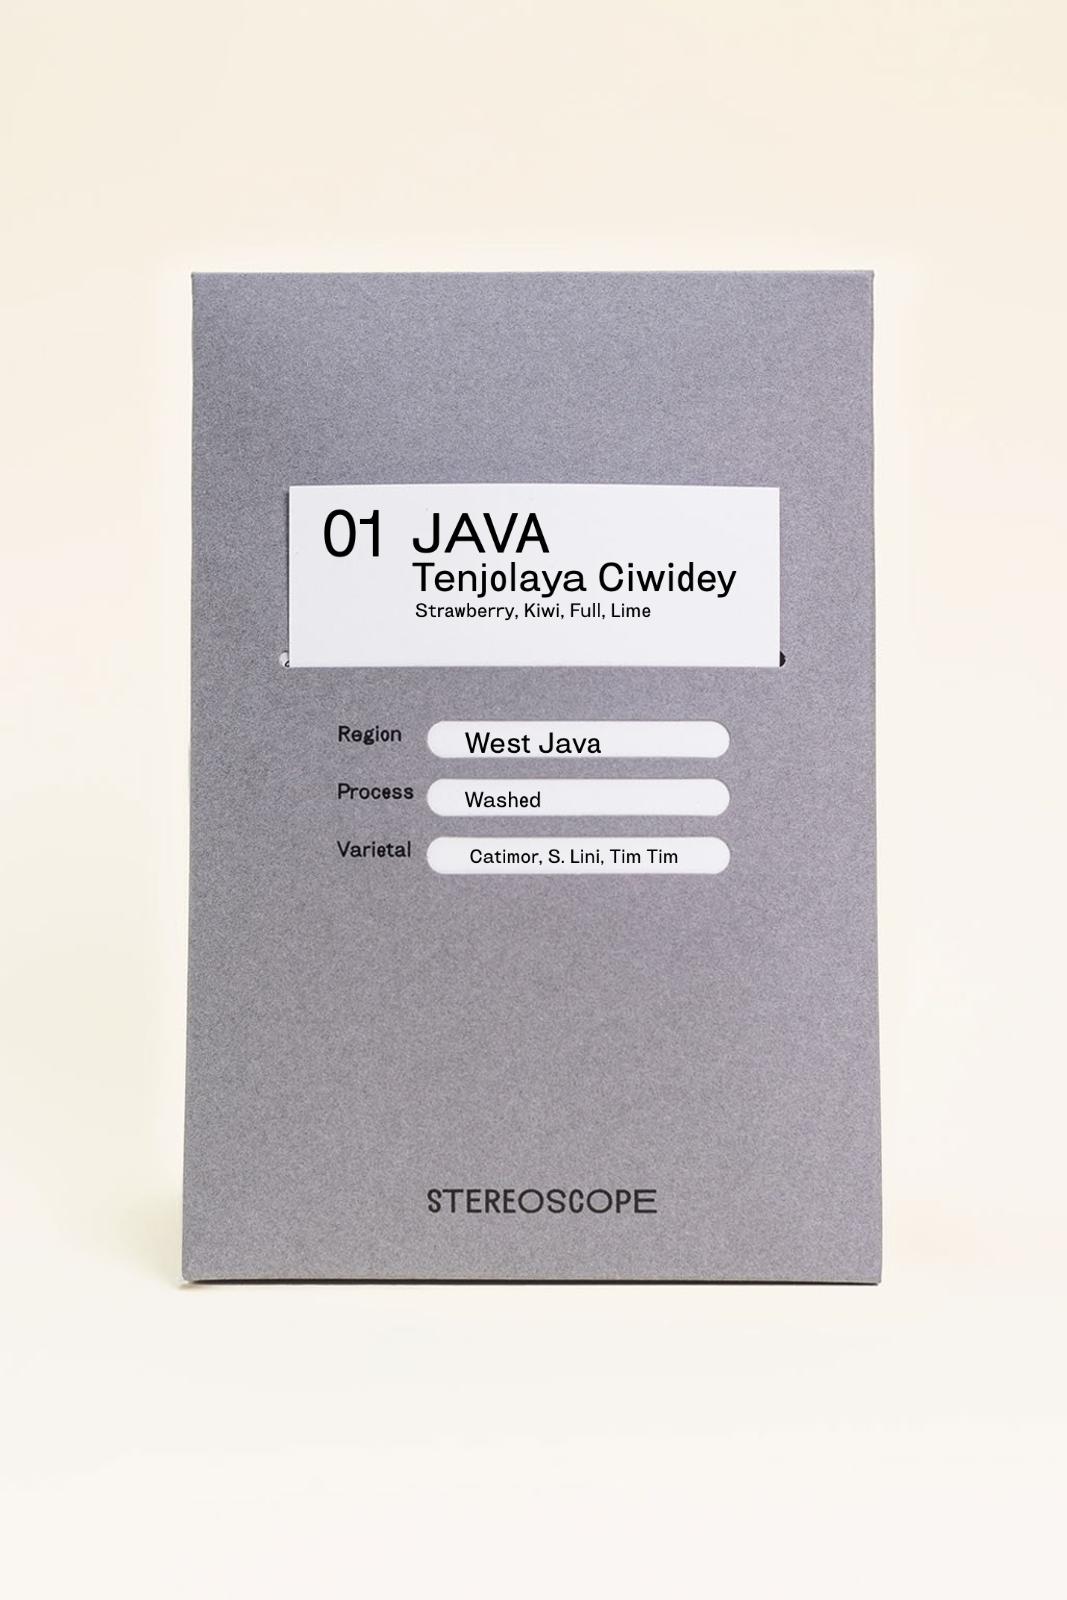 01 JAVA
Tenjolaya Ciwidey
Strawberry, Kiwi, Full, Lime
Region West Java
Process Washed
Varietal Catimor, S. Lini, Tim Tim
STEREOSCOPE